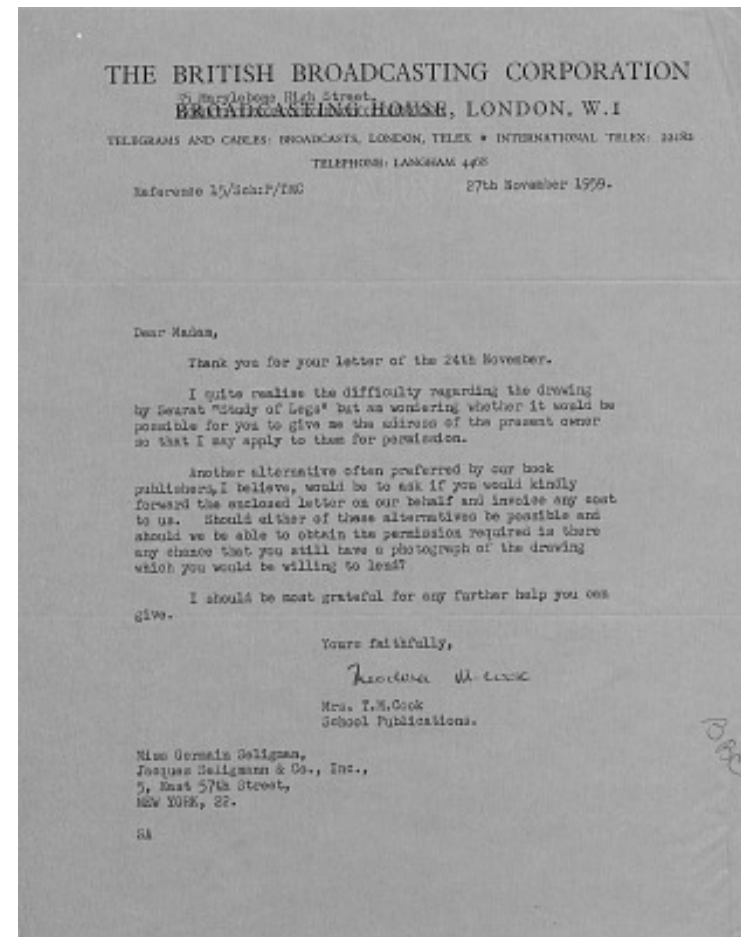 THE BRITISH BROADCASTING CORPORATION
35 Marylebone High Street,
BROADCASTING HOUSE, LONDON, W.1
TELEGRAMS AND CABLES: BROADCASTS, LONDON, TELEX ★ INTERNATIONAL TELEX: 22182
TELEPHONE: LANGHAM 4468
Reference 15/Sch:P/TMC 27th November 1959.
Dear Madam,
Thank you for your letter of the 24th November.
I quite realise the difficulty regarding the drawing
by Seurat "Study of Legs" but am wondering whether it would be
possible for you to give me the address of the present owner
so that I may apply to them for permission.
Another alternative often preferred by our book
publishers, I believe, would be to ask if you would kindly
forward the enclosed letter on our behalf and invoice any cost
to us. Should either of these alternatives be possible and
should we be able to obtain the permission required is there
any chance that you still have a photograph of the drawing
which you would be willing to lend?
I should be most grateful for any further help you can
give.
Yours faithfully,
Theodora M. Cook
Mrs. T.M.Cook
School Publications.
BBC
Miss Germain Seligman,
Jacques Seligmann & Co., Inc.,
5, East 57th Street,
NEW YORK, 22.
SA